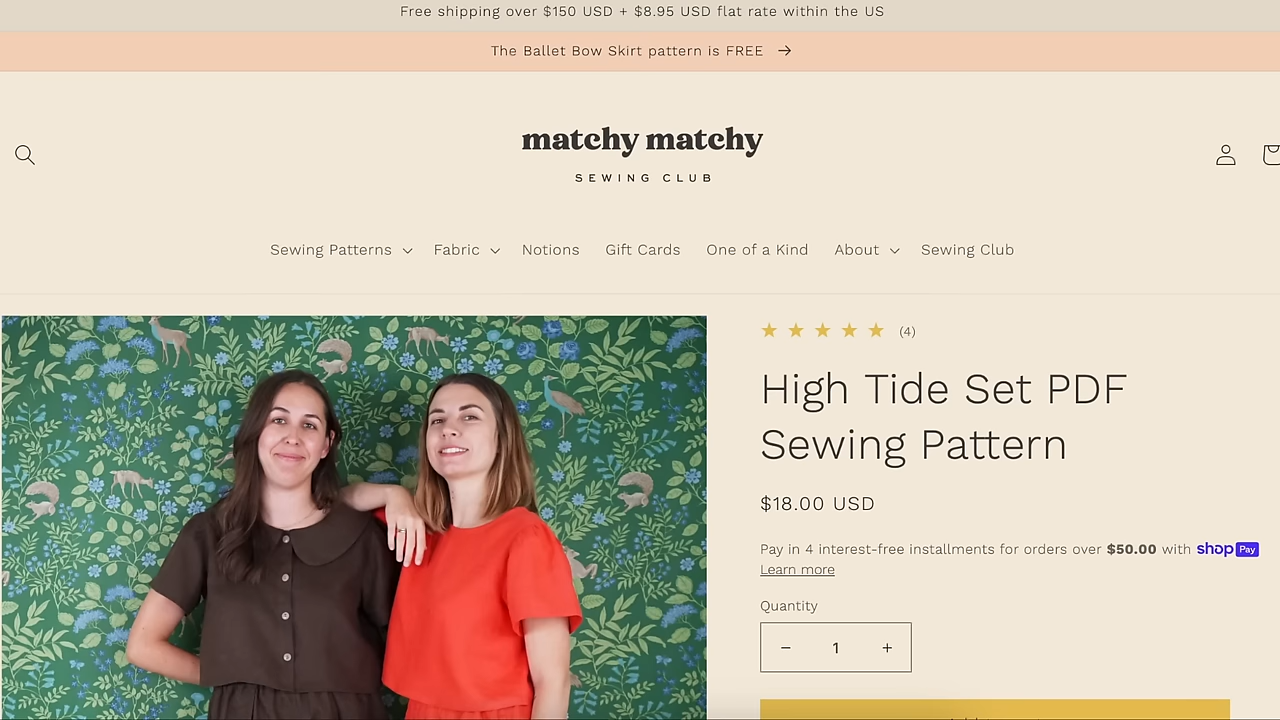 Free shipping over $150 USD + $8.95 USD flat rate within the US
The Ballet Bow Skirt pattern is FREE →
matchy matchy
SEWING CLUB
Sewing Patterns Fabric Notions Gift Cards One of a Kind About Sewing Club
★ ★ ★ ★ ★ (4)
High Tide Set PDF
Sewing Pattern
$18.00 USD
Pay in 4 interest-free installments for orders over $50.00 with shop Pay
Learn more
Quantity
− 1 +